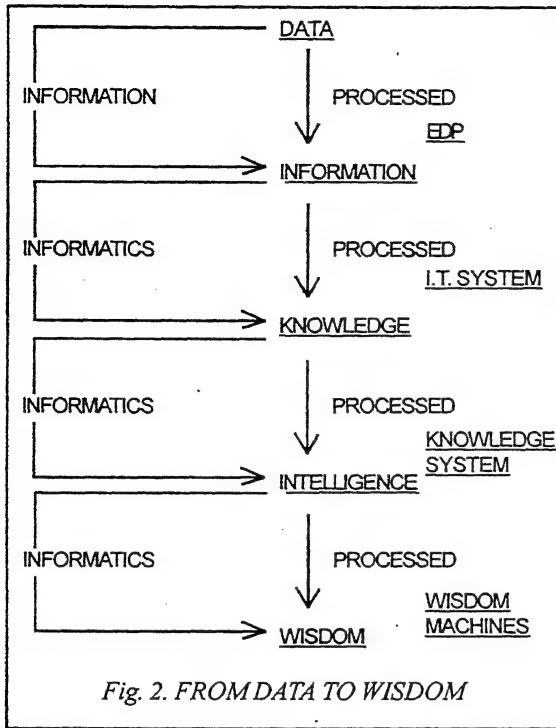 DATA
INFORMATION
PROCESSED
EDP
INFORMATION
INFORMATICS
PROCESSED
I.T. SYSTEM
KNOWLEDGE
INFORMATICS
PROCESSED
KNOWLEDGE
SYSTEM
INTELLIGENCE
INFORMATICS
PROCESSED
WISDOM
MACHINES
WISDOM
Fig. 2. FROM DATA TO WISDOM